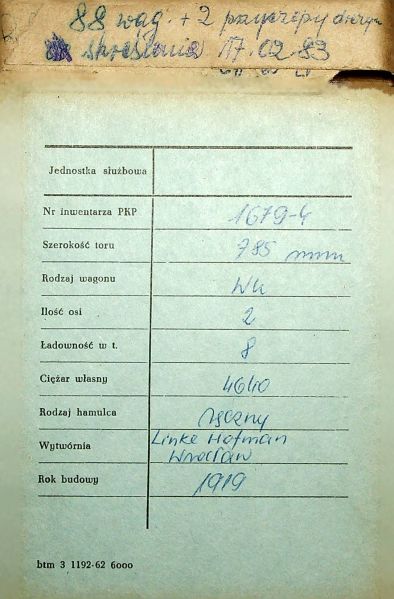 88 wag. + 2 przyczepy drezyn
skreślania 17.02.83
Jednostka służbowa
Nr inwentarza PKP 1679-4
Szerokość toru 785 mm
Rodzaj wagonu Wk
Ilość osi 2
Ładowność w t. 8
Ciężar własny 4640
Rodzaj hamulca ręczny
Wytwórnia Linke Hofman
Wrocław
Rok budowy 1919
btm 3 1192-62 6000